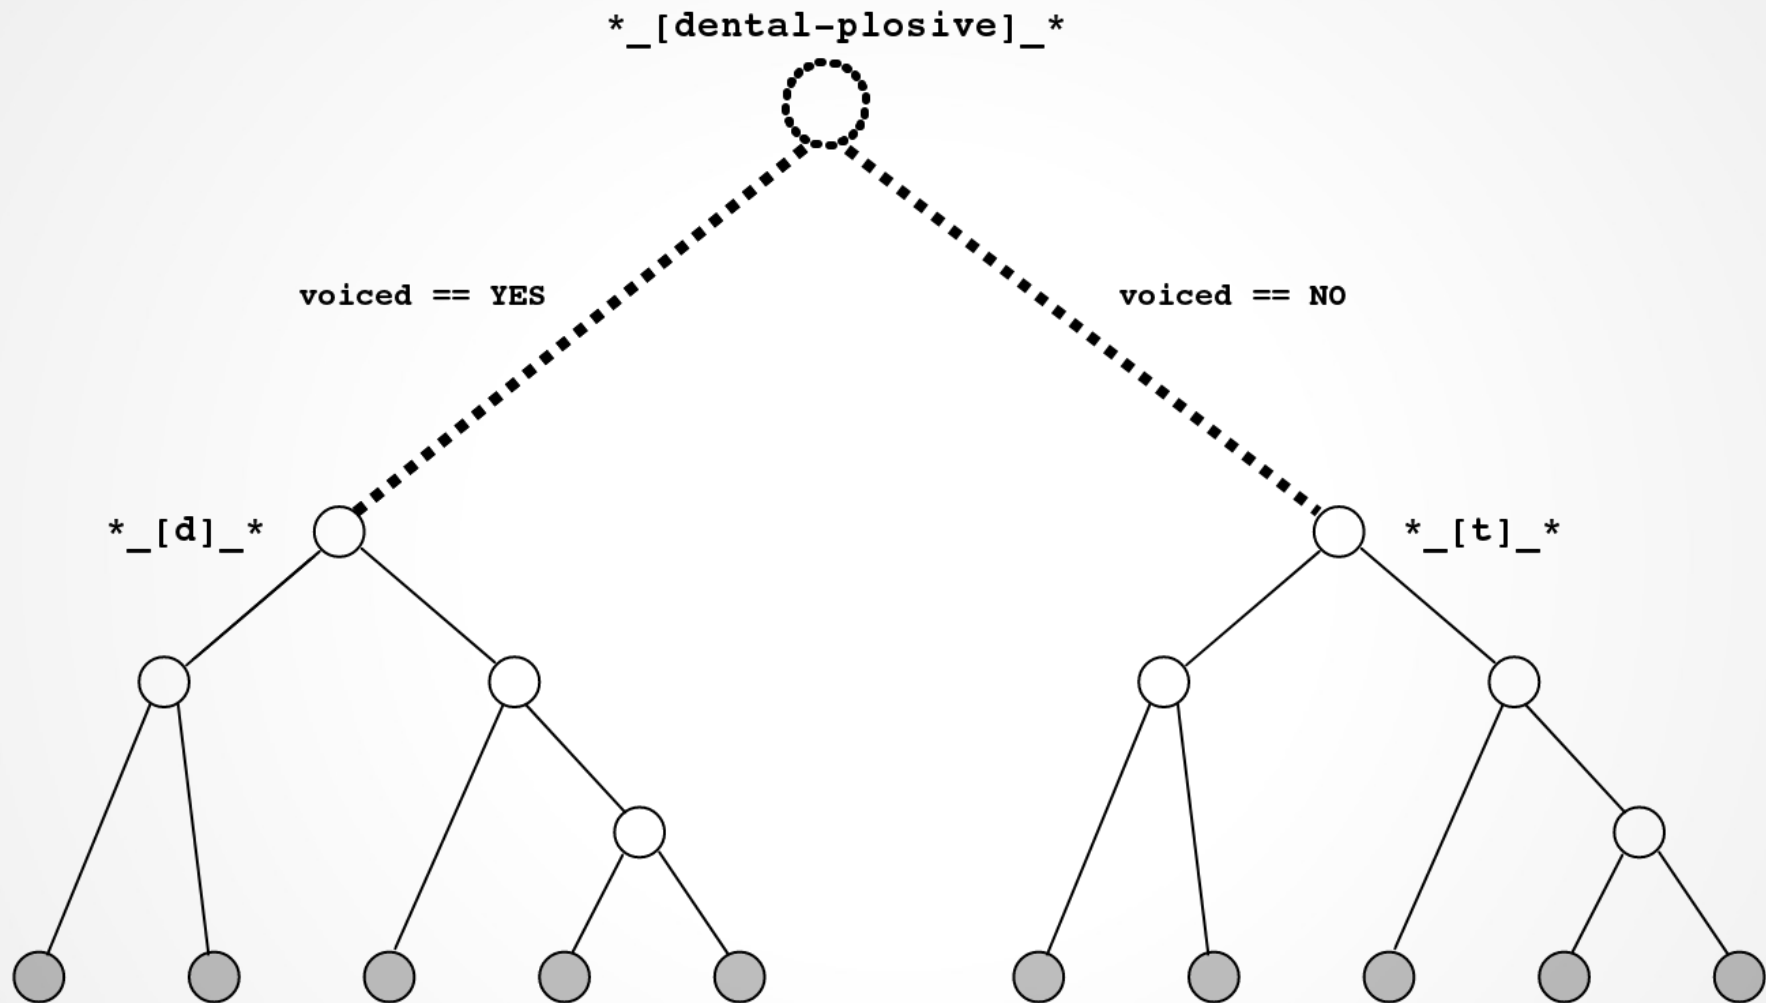 *_[dental-plosive]_*
voiced == YES
voiced == NO
*_[d]_*
*_[t]_*